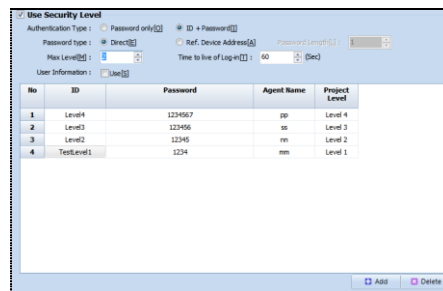 Use Security Level
Authentication Type : Password only[O] ID + Password[I]
Password type : Direct[E] Ref. Device Address[A] Password Length[L] : 1
Max Level[M] : 2 Time to live of Log-in[T] : 60 (Sec)
User Information : Use[S]
No ID Password Agent Name Project Level
1 Level4 1234567 pp Level 4
2 Level3 123456 ss Level 3
3 Level2 12345 nn Level 2
4 TestLevel1 1234 mm Level 1
Add Delete